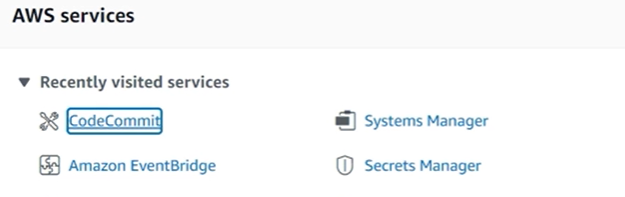 AWS services
Recently visited services
CodeCommit
Systems Manager
Amazon EventBridge
Secrets Manager